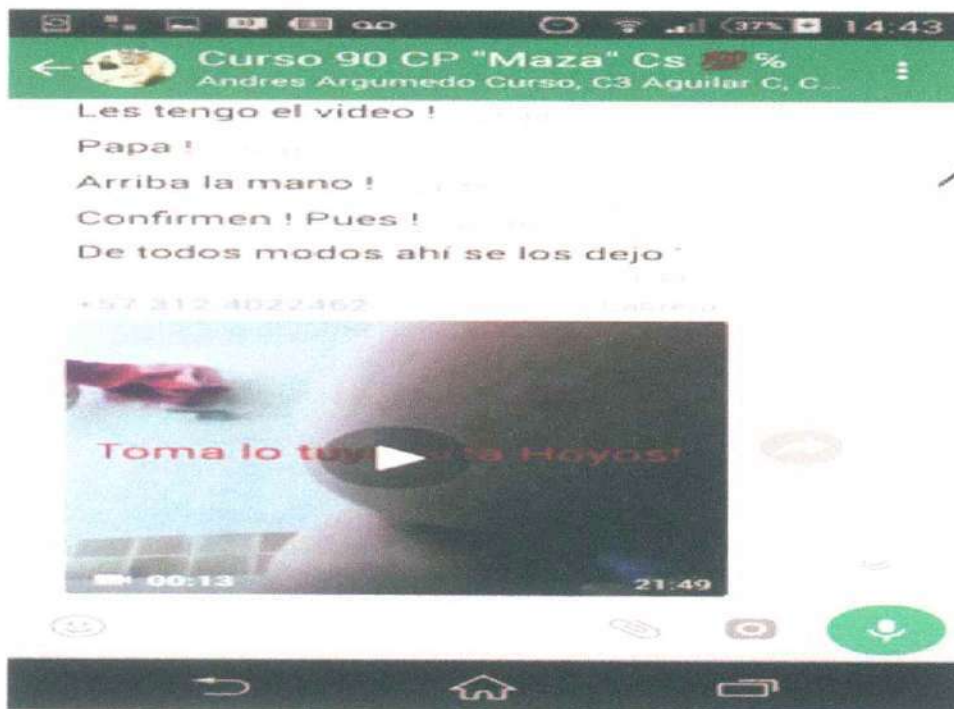 37% 14:43
Curso 90 CP "Maza" Cs 💯 %
Andres Argumedo Curso, C3 Aguilar C, C...
Les tengo el video !
Papa !
Arriba la mano !
Confirmen ! Pues !
De todos modos ahí se los dejo
+57 312 4022462
Toma lo Hoyos!
00:13 21:49